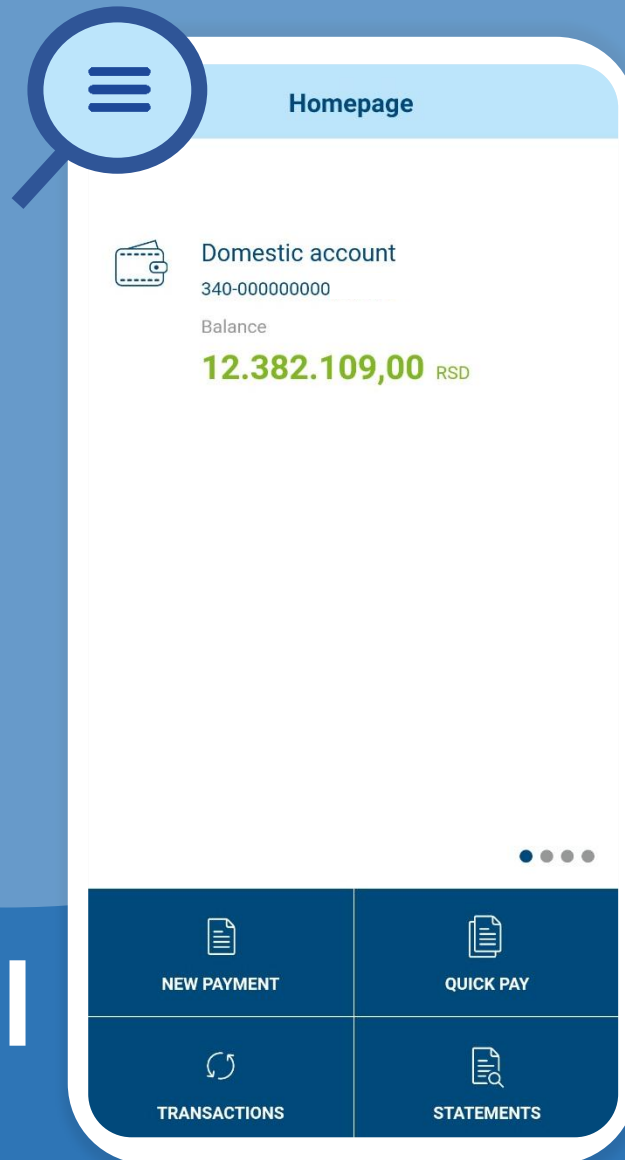 Homepage
Domestic account
340-000000000
Balance
12.382.109,00 RSD
NEW PAYMENT
QUICK PAY
TRANSACTIONS
STATEMENTS